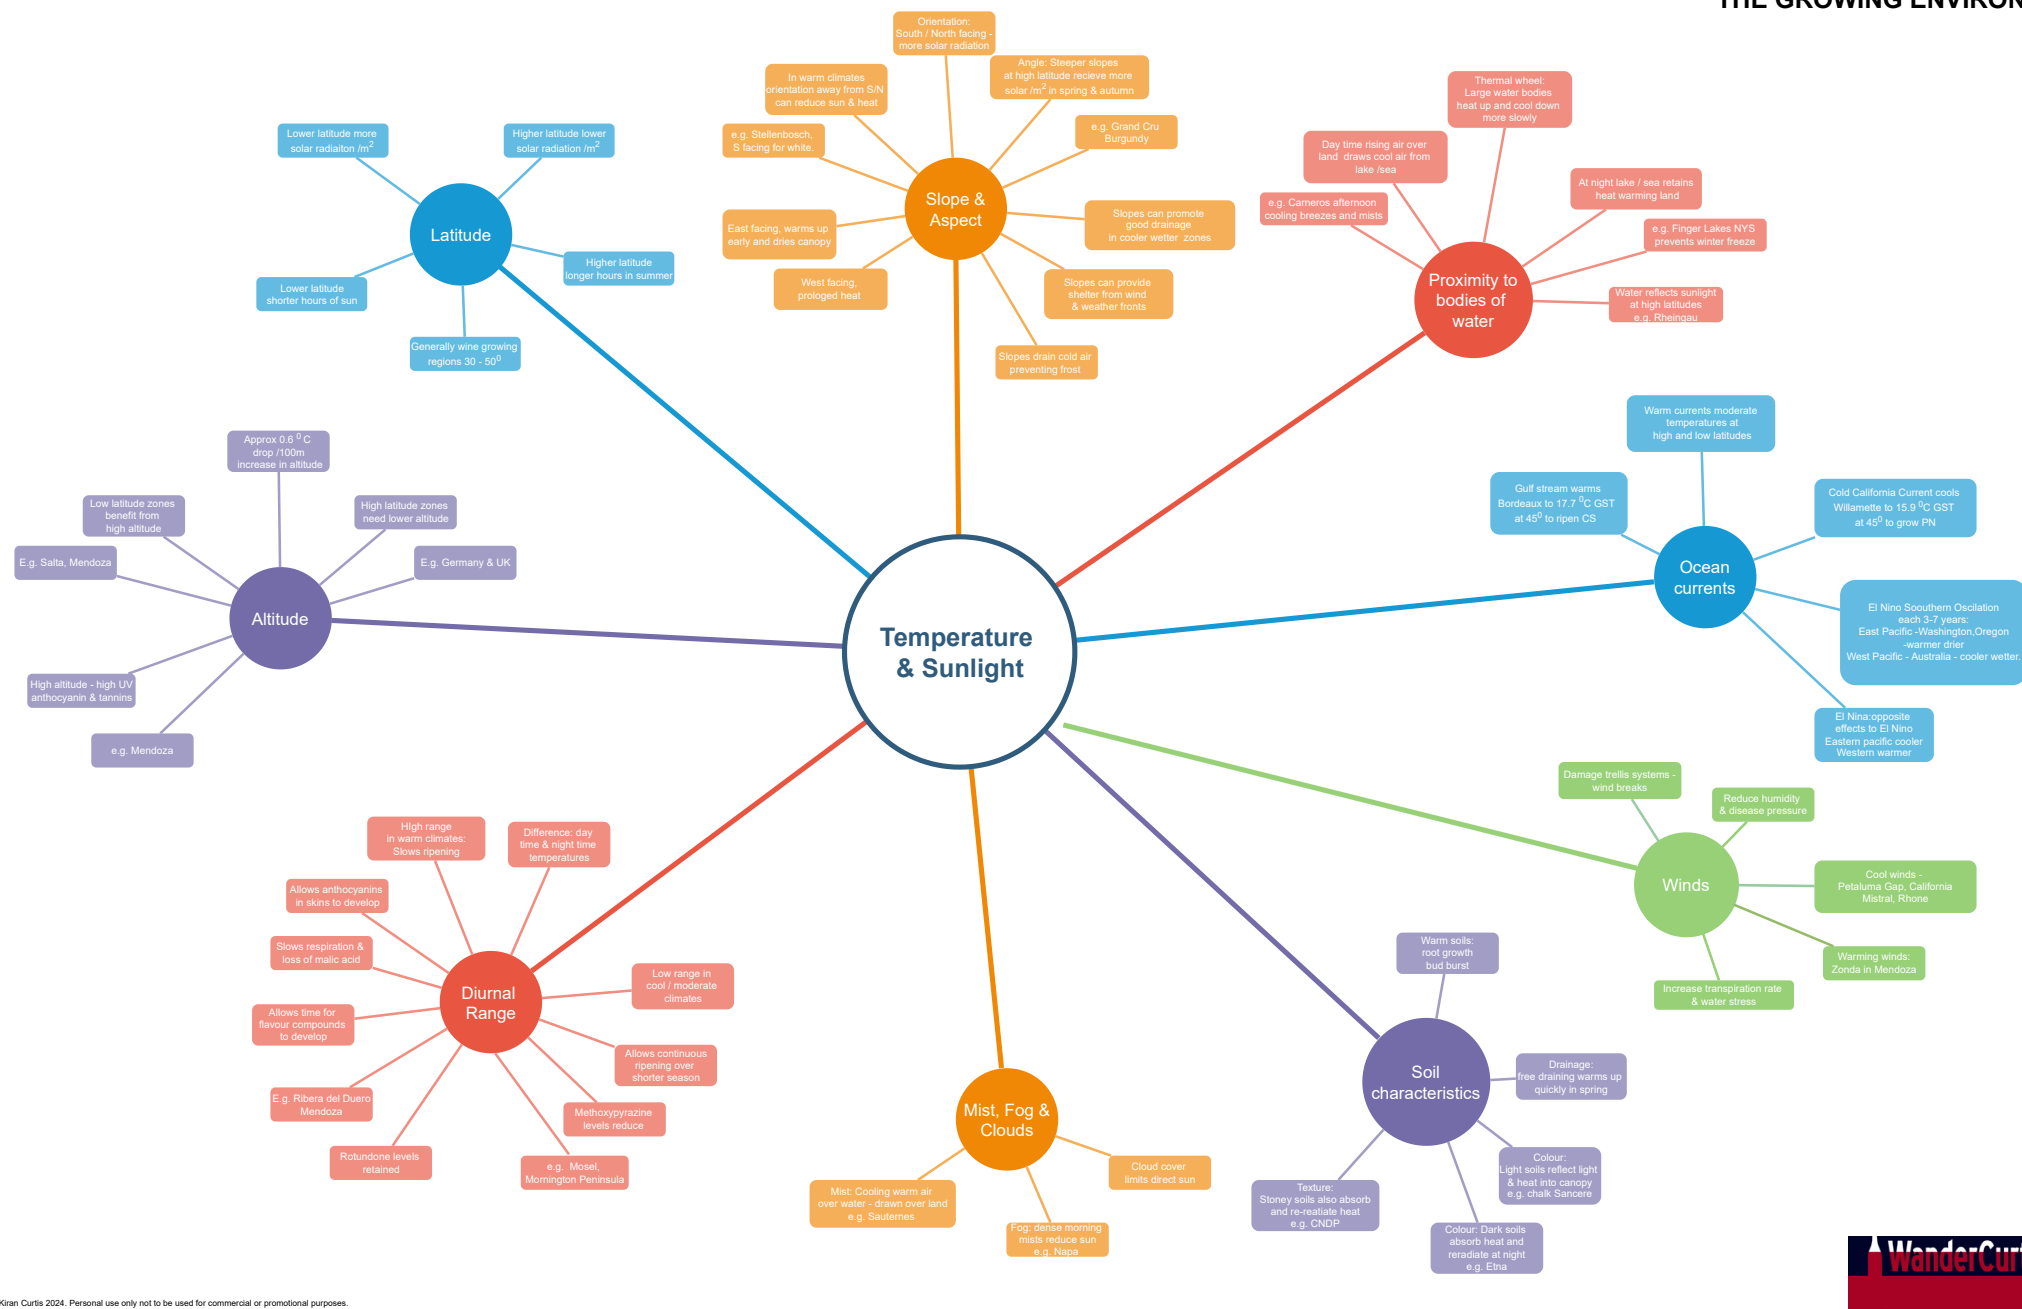 THE GROWING ENVIRON
Temperature
& Sunlight
Latitude
Lower latitude more
solar radiaiton /m2
Higher latitude lower
solar radiation /m2
Higher latitude
longer hours in summer
Lower latitude
shorter hours of sun
Generally wine growing
regions 30 - 50⁰
Slope &
Aspect
Orientation:
South / North facing -
more solar radiation
In warm climates
orientation away from S/N
can reduce sun & heat
e.g. Stellenbosch,
S facing for white.
Angle: Steeper slopes
at high latitude recieve more
solar /m2 in spring & autumn
e.g. Grand Cru
Burgundy
East facing, warms up
early and dries canopy
West facing,
prologed heat
Slopes can promote
good drainage
in cooler wetter zones
Slopes can provide
shelter from wind
& weather fronts
Slopes drain cold air
preventing frost
Proximity to
bodies of
water
Thermal wheel:
Large water bodies
heat up and cool down
more slowly
Day time rising air over
land draws cool air from
lake /sea
e.g. Carneros afternoon
cooling breezes and mists
At night lake / sea retains
heat warming land
e.g. Finger Lakes NYS
prevents winter freeze
Water reflects sunlight
at high latitudes
e.g. Rheingau
Ocean
currents
Warm currents moderate
temperatures at
high and low latitudes
Gulf stream warms
Bordeaux to 17.7 ⁰C GST
at 45⁰ to ripen CS
Cold California Current cools
Willamette to 15.9 ⁰C GST
at 45⁰ to grow PN
El Nino Soouthern Oscilation
each 3-7 years:
East Pacific -Washington,Oregon
-warmer drier
West Pacific - Australia - cooler wetter.
El Nina:opposite
effects to El Nino
Eastern pacific cooler
Western warmer
Altitude
Approx 0.6 ⁰ C
drop /100m
increase in altitude
Low latitude zones
benefit from
high altitude
E.g. Salta, Mendoza
High latitude zones
need lower altitude
E.g. Germany & UK
High altitude - high UV
anthocyanin & tannins
e.g. Mendoza
Winds
Damage trellis systems -
wind breaks
Reduce humidity
& disease pressure
Cool winds -
Petaluma Gap, California
Mistral, Rhone
Warming winds:
Zonda in Mendoza
Increase transpiration rate
& water stress
Diurnal
Range
HIgh range
in warm climates:
Slows ripening
Difference: day
time & night time
temperatures
Allows anthocyanins
in skins to develop
Slows respiration &
loss of malic acid
Allows time for
flavour compounds
to develop
E.g. Ribera del Duero
Mendoza
Rotundone levels
retained
Low range in
cool / moderate
climates
Allows continuous
ripening over
shorter season
Methoxypyrazine
levels reduce
e.g. Mosel,
Mornington Peninsula
Mist, Fog &
Clouds
Mist: Cooling warm air
over water - drawn over land
e.g. Sauternes
Fog: dense morning
mists reduce sun
e.g. Napa
Cloud cover
limits direct sun
Soil
characteristics
Warm soils:
root growth
bud burst
Drainage:
free draining warms up
quickly in spring
Colour:
Light soils reflect light
& heat into canopy
e.g. chalk Sancere
Colour: Dark soils
absorb heat and
reradiate at night
e.g. Etna
Texture:
Stoney soils also absorb
and re-reatiate heat
e.g. CNDP
WanderCur
Kiran Curtis 2024. Personal use only not to be used for commercial or promotional purposes.